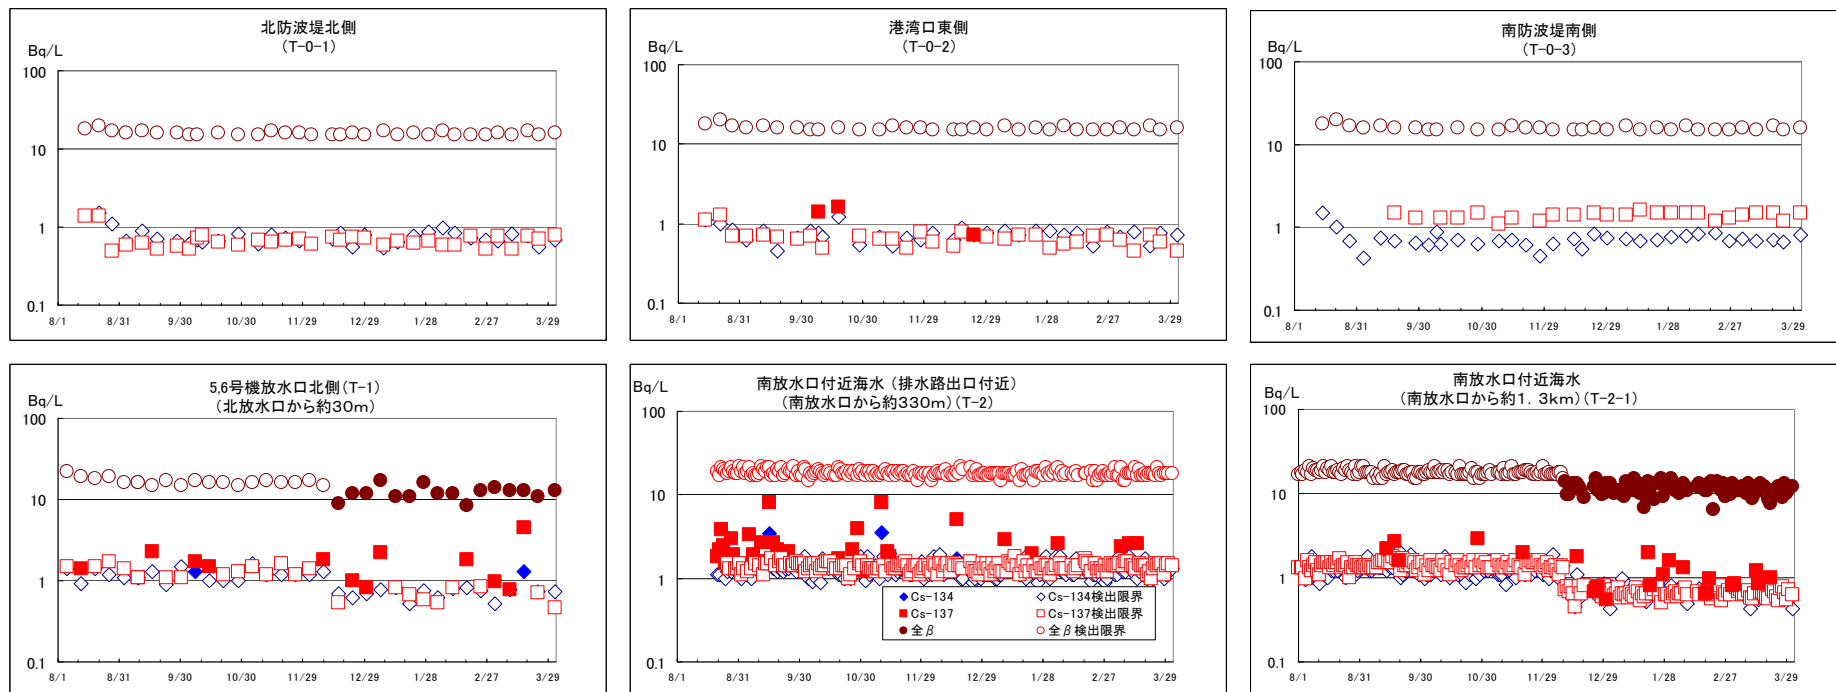 北防波堤北側
（T-0-1）
Bq/L
100
10
1
0.1
8/1 8/31 9/30 10/30 11/29 12/29 1/28 2/27 3/29
港湾口東側
（T-0-2）
Bq/L
100
10
1
0.1
8/1 8/31 9/30 10/30 11/29 12/29 1/28 2/27 3/29
南防波堤南側
（T-0-3）
Bq/L
100
10
1
0.1
8/1 8/31 9/30 10/30 11/29 12/29 1/28 2/27 3/29
5,6号機放水口北側（T-1）
（北放水口から約30m）
Bq/L
100
10
1
0.1
8/1 8/31 9/30 10/30 11/29 12/29 1/28 2/27 3/29
南放水口付近海水（排水路出口付近）
（南放水口から約330m）（T-2）
Bq/L
100
10
1
0.1
8/1 8/31 9/30 10/30 11/29 12/29 1/28 2/27 3/29
Cs-134 Cs-134検出限界
Cs-137 Cs-137検出限界
全β 全β検出限界
南放水口付近海水
（南放水口から約1．3km）（T-2-1）
Bq/L
100
10
1
0.1
8/1 8/31 9/30 10/30 11/29 12/29 1/28 2/27 3/29